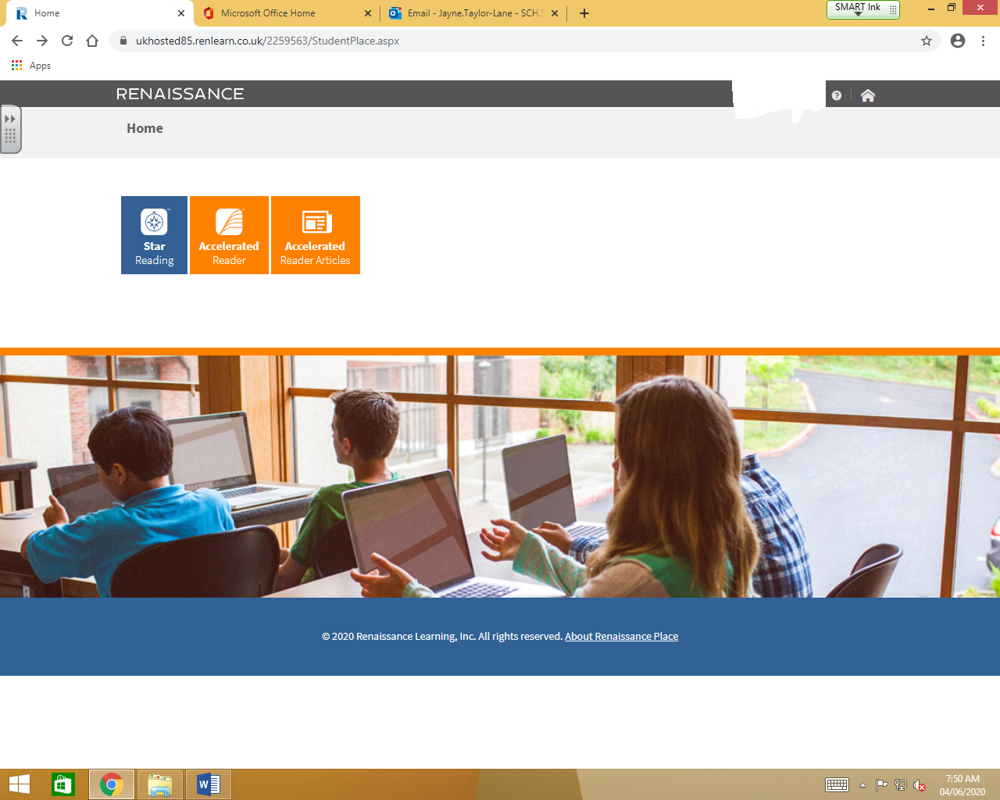 Home
Microsoft Office Home
Email - Jayne.Taylor-Lane - SCH.S
SMART Ink
ukhosted85.renlearn.co.uk/2259563/StudentPlace.aspx
Apps
RENAISSANCE
Home
Star
Reading
Accelerated
Reader
Accelerated
Reader Articles
© 2020 Renaissance Learning, Inc. All rights reserved. About Renaissance Place
7:50 AM
04/06/2020